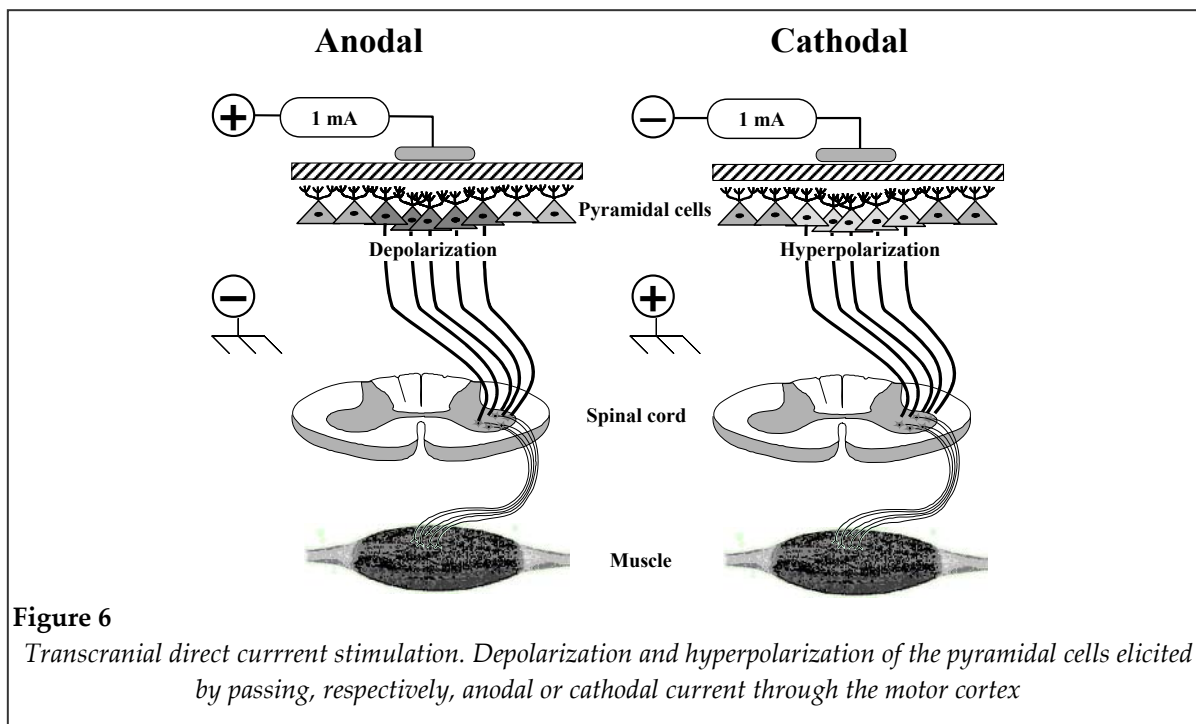 Anodal
Cathodal
+ 1 mA
− 1 mA
Pyramidal cells
Depolarization
Hyperpolarization
−
+
Spinal cord
Muscle
Figure 6
Transcranial direct currrent stimulation. Depolarization and hyperpolarization of the pyramidal cells elicited
by passing, respectively, anodal or cathodal current through the motor cortex